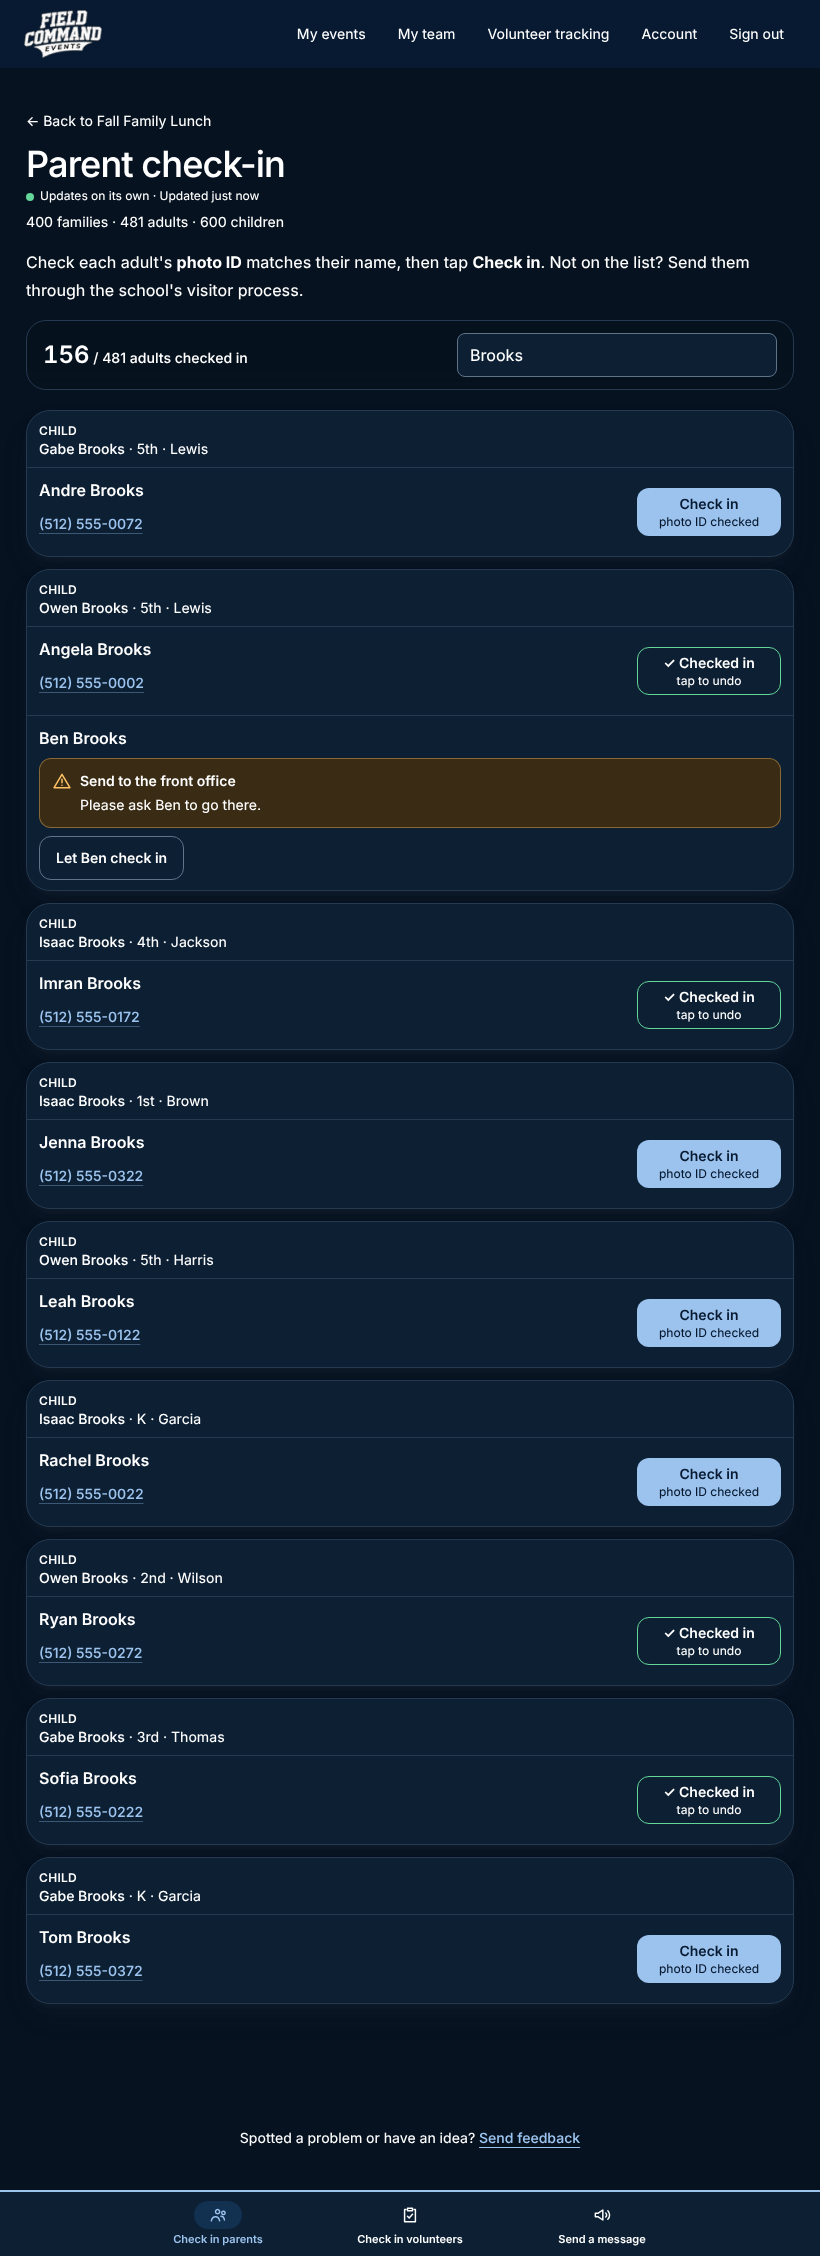 FIELD
COMMAND
EVENTS
My events
My team
Volunteer tracking
Account
Sign out
← Back to Fall Family Lunch
Parent check-in
Updates on its own · Updated just now
400 families · 481 adults · 600 children
Check each adult's photo ID matches their name, then tap Check in. Not on the list? Send them
through the school's visitor process.
156 / 481 adults checked in
Brooks
CHILD
Gabe Brooks · 5th · Lewis
Andre Brooks
(512) 555-0072
Check in
photo ID checked
CHILD
Owen Brooks · 5th · Lewis
Angela Brooks
(512) 555-0002
✓ Checked in
tap to undo
Ben Brooks
Send to the front office
Please ask Ben to go there.
Let Ben check in
CHILD
Isaac Brooks · 4th · Jackson
Imran Brooks
(512) 555-0172
✓ Checked in
tap to undo
CHILD
Isaac Brooks · 1st · Brown
Jenna Brooks
(512) 555-0322
Check in
photo ID checked
CHILD
Owen Brooks · 5th · Harris
Leah Brooks
(512) 555-0122
Check in
photo ID checked
CHILD
Isaac Brooks · K · Garcia
Rachel Brooks
(512) 555-0022
Check in
photo ID checked
CHILD
Owen Brooks · 2nd · Wilson
Ryan Brooks
(512) 555-0272
✓ Checked in
tap to undo
CHILD
Gabe Brooks · 3rd · Thomas
Sofia Brooks
(512) 555-0222
✓ Checked in
tap to undo
CHILD
Gabe Brooks · K · Garcia
Tom Brooks
(512) 555-0372
Check in
photo ID checked
Spotted a problem or have an idea? Send feedback
Check in parents
Check in volunteers
Send a message